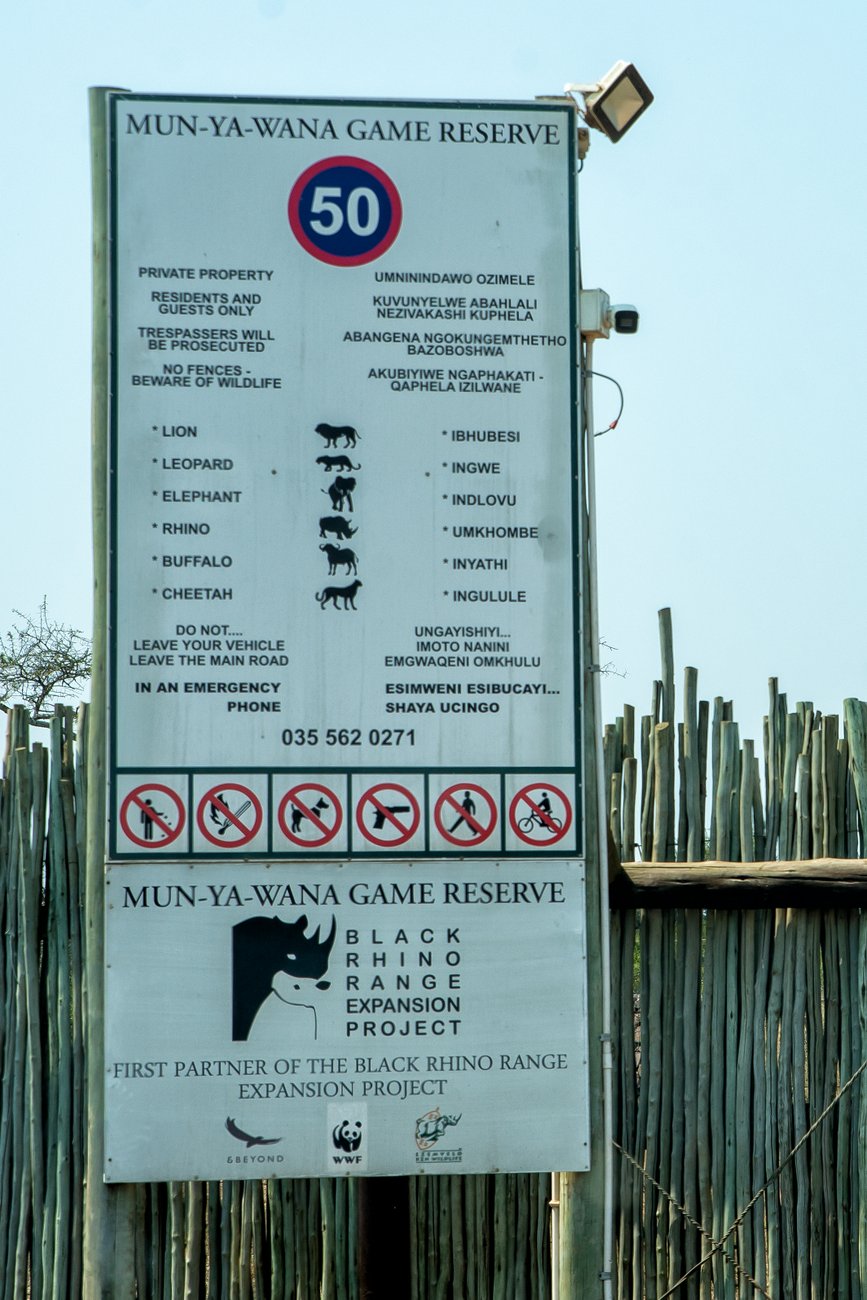 MUN-YA-WANA GAME RESERVE
50
PRIVATE PROPERTY
RESIDENTS AND
GUESTS ONLY
TRESPASSERS WILL
BE PROSECUTED
NO FENCES -
BEWARE OF WILDLIFE
UMNININDAWO OZIMELE
KUVUNYELWE ABAHLALI
NEZIVAKASHI KUPHELA
ABANGENA NGOKUNGEMTHETHO
BAZOBOSHWA
AKUBIYIWE NGAPHAKATI -
QAPHELA IZILWANE
* LION
* LEOPARD
* ELEPHANT
* RHINO
* BUFFALO
* CHEETAH
* IBHUBESI
* INGWE
* INDLOVU
* UMKHOMBE
* INYATHI
* INGULULE
DO NOT....
LEAVE YOUR VEHICLE
LEAVE THE MAIN ROAD
IN AN EMERGENCY
PHONE
UNGAYISHIYI...
IMOTO NANINI
EMGWAQENI OMKHULU
ESIMWENI ESIBUCAYI...
SHAYA UCINGO
035 562 0271
MUN-YA-WANA GAME RESERVE
BLACK
RHINO
RANGE
EXPANSION
PROJECT
FIRST PARTNER OF THE BLACK RHINO RANGE
EXPANSION PROJECT
&BEYOND
WWF
EZEMVELO
KZN WILDLIFE